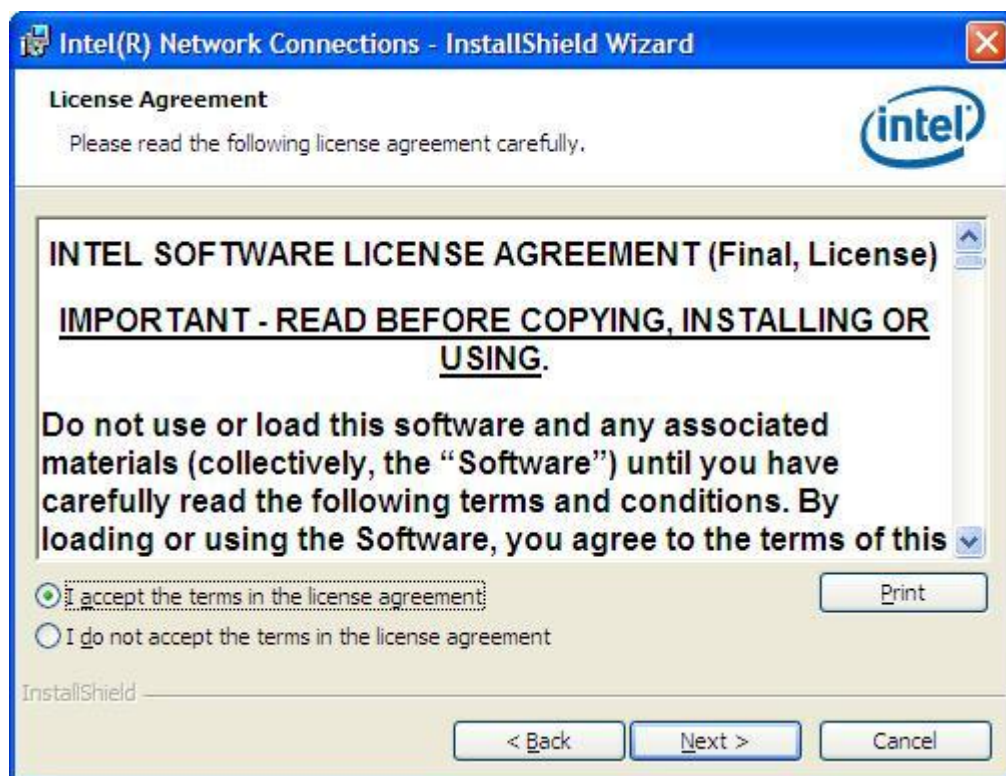 Intel(R) Network Connections - InstallShield Wizard
License Agreement
Please read the following license agreement carefully.
intel
INTEL SOFTWARE LICENSE AGREEMENT (Final, License)
IMPORTANT - READ BEFORE COPYING, INSTALLING OR
USING.
Do not use or load this software and any associated
materials (collectively, the “Software”) until you have
carefully read the following terms and conditions. By
loading or using the Software, you agree to the terms of this
I accept the terms in the license agreement
Print
I do not accept the terms in the license agreement
InstallShield
< Back
Next >
Cancel